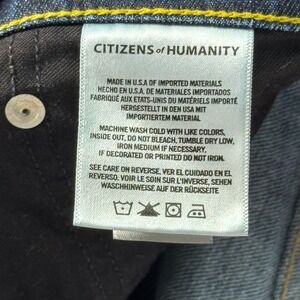 CITIZENS of HUMANITY
MADE IN U.S.A OF IMPORTED MATERIALS
HECHO EN U.S.A. DE MATERIALES IMPORTADOS
FABRIQUÉ AUX ETATS-UNIS DU MATÉRIELS IMPORTÉ
HERGESTELLT IN DEN USA MIT
IMPORTIERTEM MATERIAL
MACHINE WASH COLD WITH LIKE COLORS,
INSIDE OUT, DO NOT BLEACH, TUMBLE DRY LOW,
IRON MEDIUM IF NECESSARY,
IF DECORATED OR PRINTED DO NOT IRON.
SEE CARE ON REVERSE. VER EL CUIDADO EN EL
REVERSO. VOIR LE SOIN SUR L'INVERSE, SEHEN
WASCHHINWEISE AUF DER RÜCKSEITE